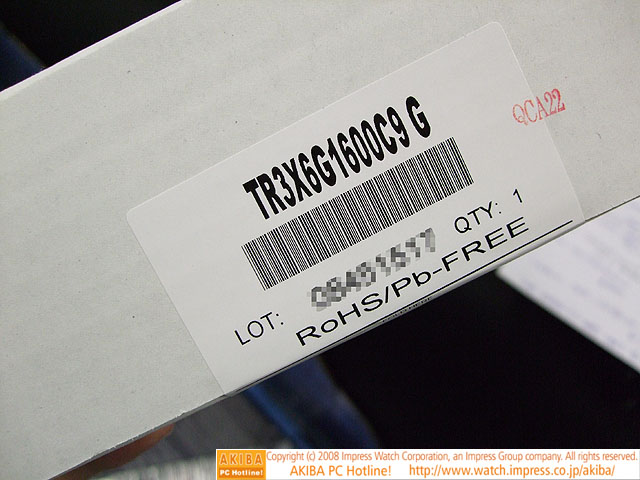 QCA22
TR3X6G1600C9 G
QTY: 1
LOT:
RoHS/Pb-FREE
AKIBA
PC Hotline!
Copyright (c) 2008 Impress Watch Corporation, an Impress Group company. All rights reserved.
AKIBA PC Hotline! http://www.watch.impress.co.jp/akiba/